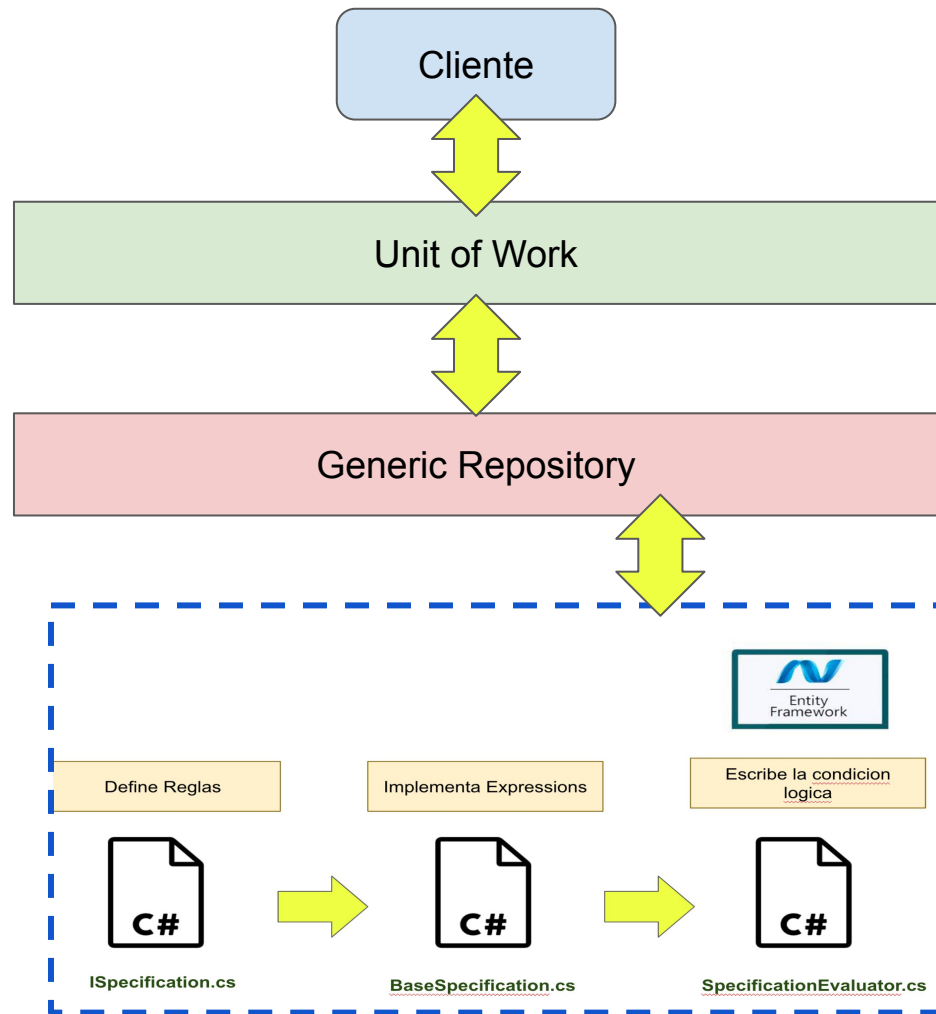 Cliente
Unit of Work
Generic Repository
Entity
Framework
Define Reglas
Implementa Expressions
Escribe la condicion
logica
C#
C#
C#
ISpecification.cs
BaseSpecification.cs
SpecificationEvaluator.cs